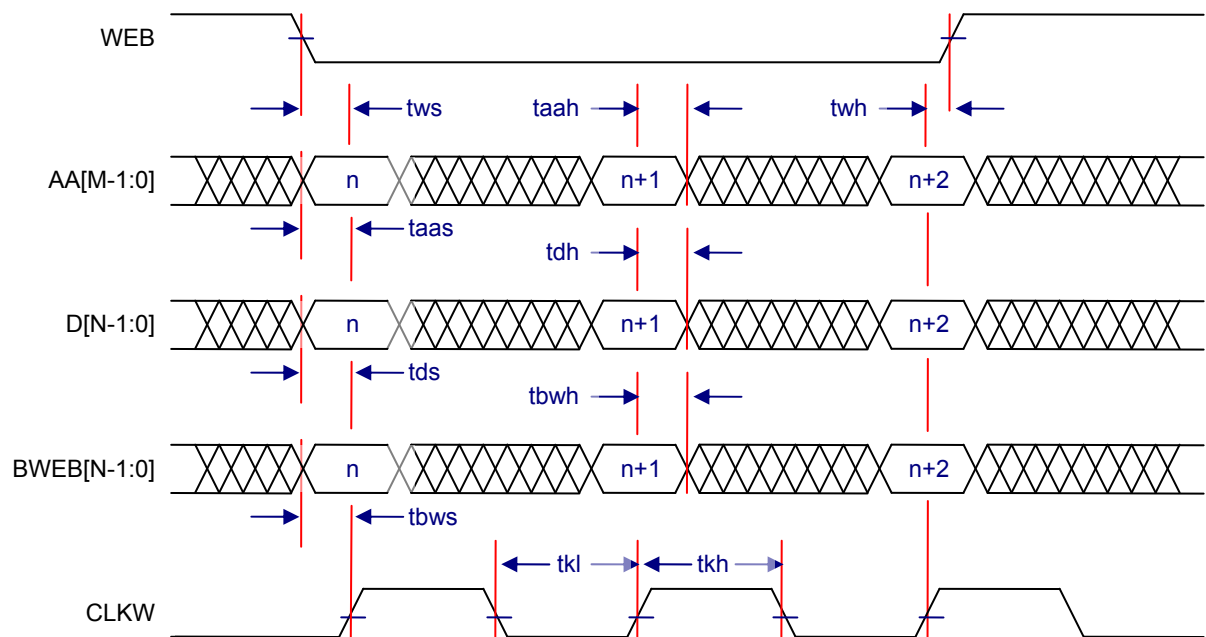 WEB
tws taah twh
AA[M-1:0] n n+1 n+2
taas
tdh
D[N-1:0] n n+1 n+2
tds
tbwh
BWEB[N-1:0] n n+1 n+2
tbws
tkl tkh
CLKW